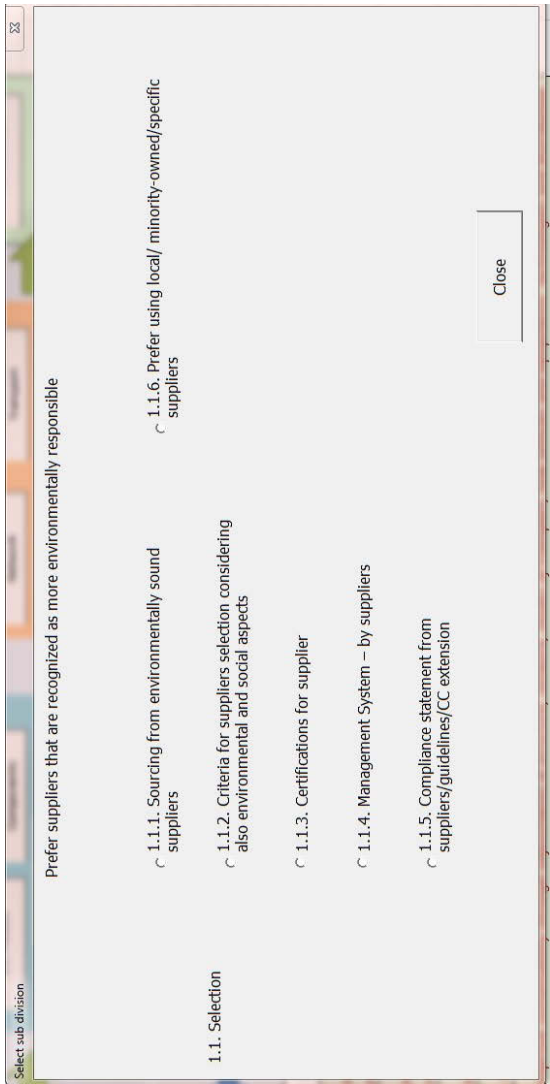 Select sub division
Prefer suppliers that are recognized as more environmentally responsible
1.1. Selection
1.1.1. Sourcing from environmentally sound
suppliers
1.1.2. Criteria for suppliers selection considering
also environmental and social aspects
1.1.3. Certifications for supplier
1.1.4. Management System – by suppliers
1.1.5. Compliance statement from
suppliers/guidelines/CC extension
1.1.6. Prefer using local/ minority-owned/specific
suppliers
Close